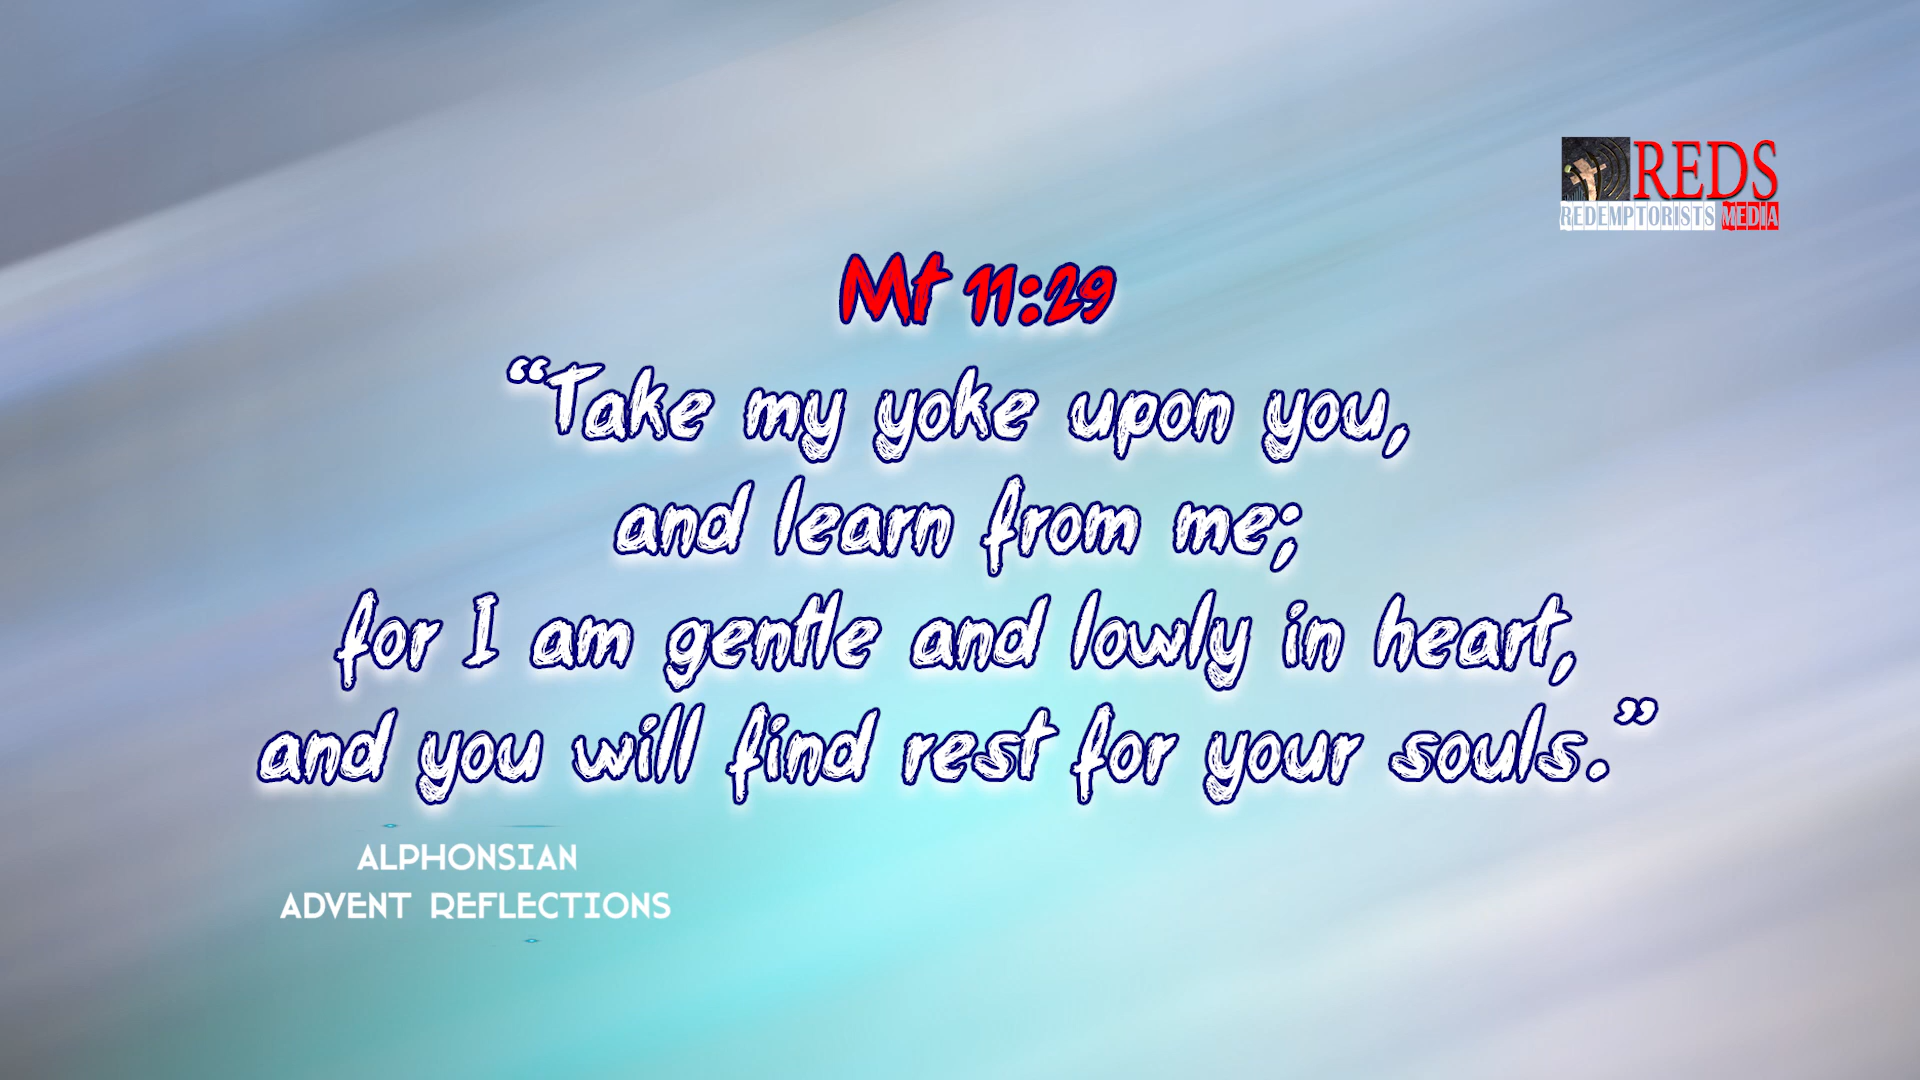 REDS
REDEMPTORISTS MEDIA
Mt 11:29
“Take my yoke upon you,
and learn from me;
for I am gentle and lowly in heart,
and you will find rest for your souls.”
ALPHONSIAN
ADVENT REFLECTIONS